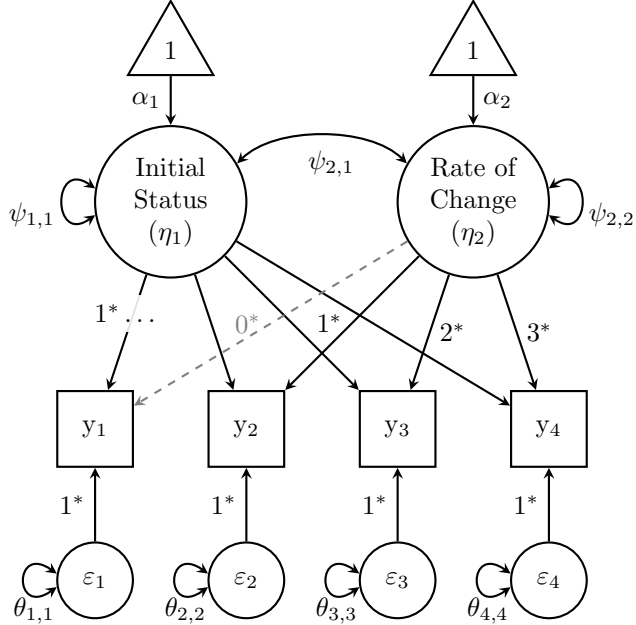 1
1
α₁
α₂
Initial
Status
(η₁)
ψ₂,₁
Rate of
Change
(η₂)
ψ₁,₁
ψ₂,₂
1* …
0*
1*
2*
3*
y₁
y₂
y₃
y₄
1*
1*
1*
1*
ε₁
ε₂
ε₃
ε₄
θ₁,₁
θ₂,₂
θ₃,₃
θ₄,₄